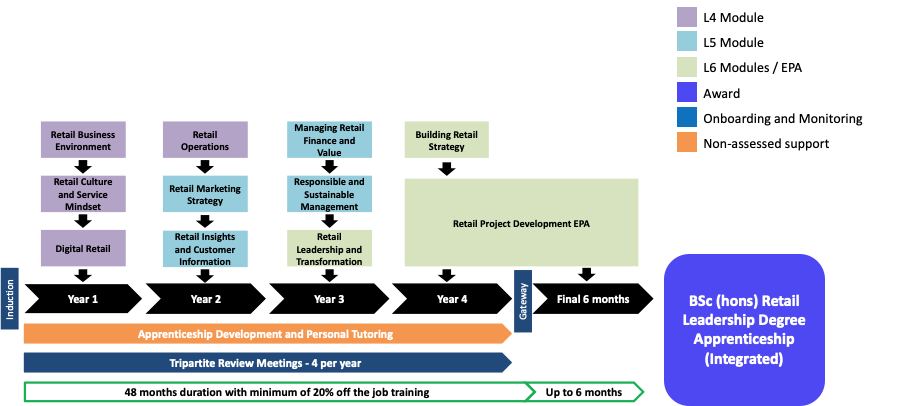 L4 Module
L5 Module
L6 Modules / EPA
Award
Onboarding and Monitoring
Non-assessed support
Retail Business
Environment
Retail
Operations
Managing Retail
Finance and
Value
Building Retail
Strategy
Retail Culture
and Service
Mindset
Retail Marketing
Strategy
Responsible and
Sustainable
Management
Retail Project Development EPA
Digital Retail
Retail Insights
and Customer
Information
Retail
Leadership and
Transformation
Induction
Year 1
Year 2
Year 3
Year 4
Gateway
Final 6 months
BSc (hons) Retail
Leadership Degree
Apprenticeship
(Integrated)
Apprenticeship Development and Personal Tutoring
Tripartite Review Meetings - 4 per year
48 months duration with minimum of 20% off the job training
Up to 6 months